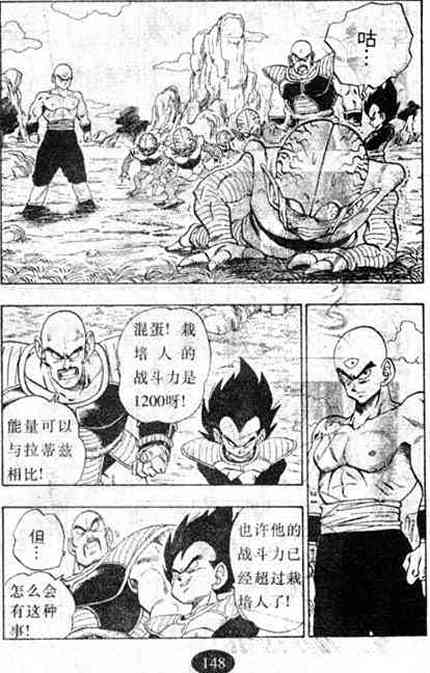 咕
…
混蛋！栽
培人的
战斗力是
1200呀！
能量可以
与拉蒂兹
相比！
也许他的
战斗力已
经超过栽
培人了！
但
…
怎么会
有这种
事！
148